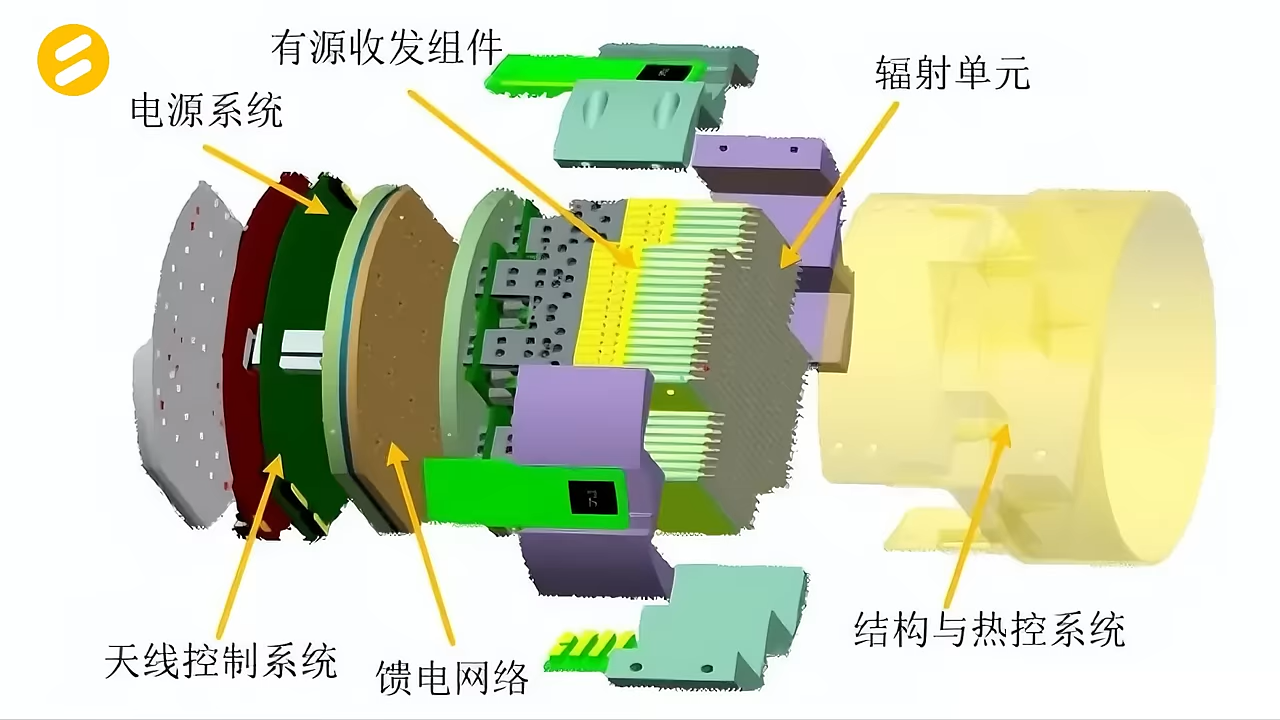 有源收发组件
辐射单元
电源系统
结构与热控系统
天线控制系统
馈电网络